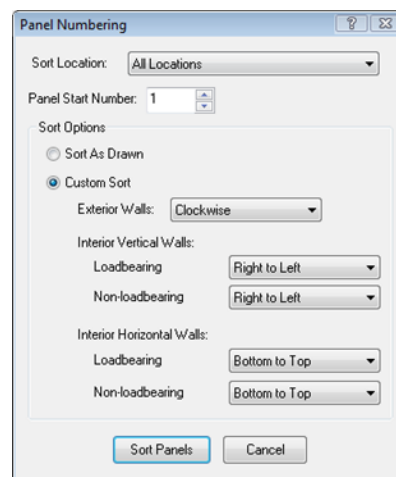 Panel Numbering
Sort Location: All Locations
Panel Start Number: 1
Sort Options
Sort As Drawn
Custom Sort
Exterior Walls: Clockwise
Interior Vertical Walls:
Loadbearing Right to Left
Non-loadbearing Right to Left
Interior Horizontal Walls:
Loadbearing Bottom to Top
Non-loadbearing Bottom to Top
Sort Panels Cancel